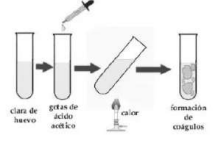 clara de
huevo
gotas de
ácido
acético
calor
formación
de
coágulos